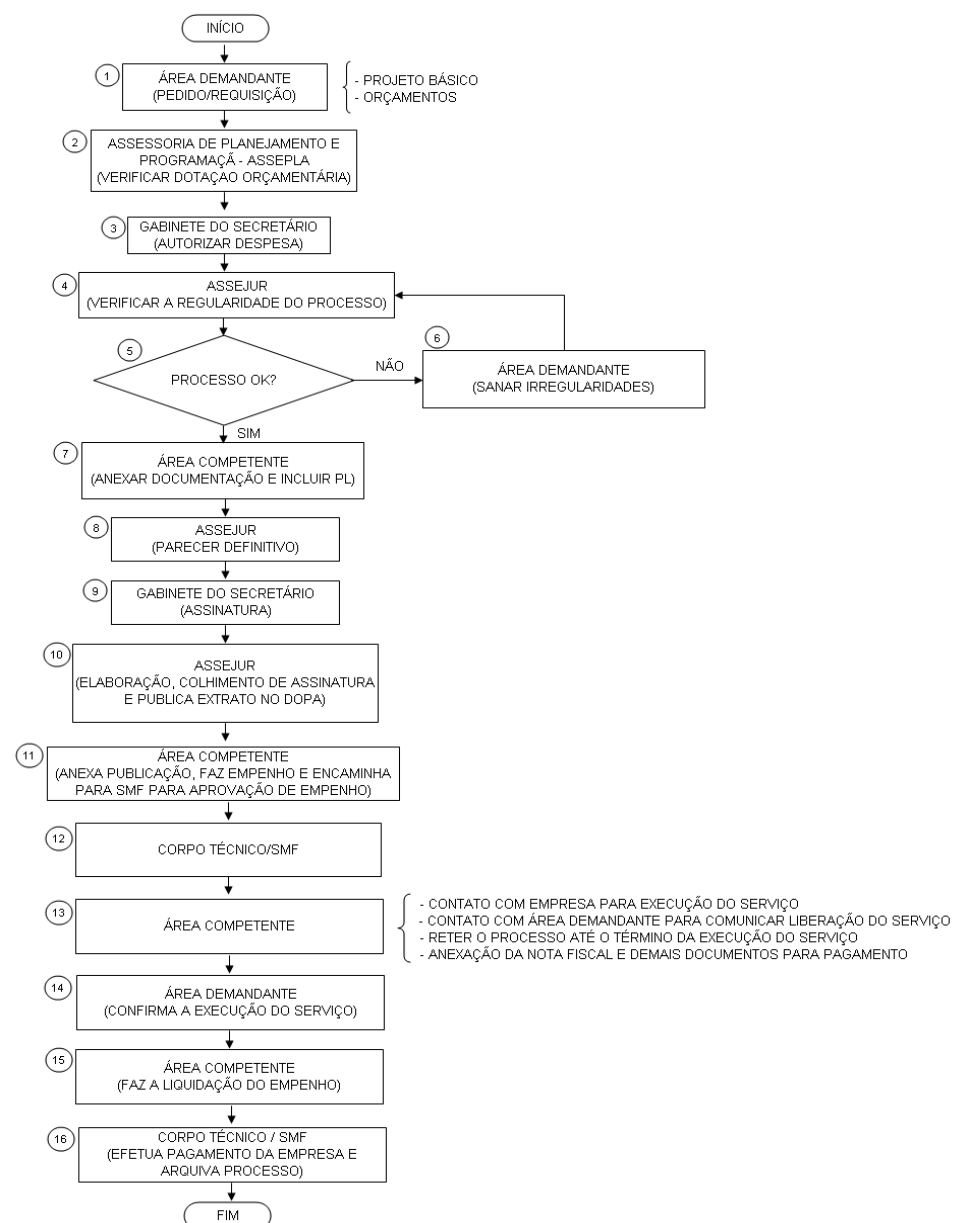 INÍCIO
1
ÁREA DEMANDANTE
(PEDIDO/REQUISIÇÃO)
- PROJETO BÁSICO
- ORÇAMENTOS
2
ASSESSORIA DE PLANEJAMENTO E
PROGRAMAÇÃ - ASSEPLA
(VERIFICAR DOTAÇAO ORÇAMENTÁRIA)
3
GABINETE DO SECRETÁRIO
(AUTORIZAR DESPESA)
4
ASSEJUR
(VERIFICAR A REGULARIDADE DO PROCESSO)
5
PROCESSO OK?
NÃO
6
ÁREA DEMANDANTE
(SANAR IRREGULARIDADES)
SIM
7
ÁREA COMPETENTE
(ANEXAR DOCUMENTAÇÃO E INCLUIR PL)
8
ASSEJUR
(PARECER DEFINITIVO)
9
GABINETE DO SECRETÁRIO
(ASSINATURA)
10
ASSEJUR
(ELABORAÇÃO, COLHIMENTO DE ASSINATURA
E PUBLICA EXTRATO NO DOPA)
11
ÁREA COMPETENTE
(ANEXA PUBLICAÇÃO, FAZ EMPENHO E ENCAMINHA
PARA SMF PARA APROVAÇÃO DE EMPENHO)
12
CORPO TÉCNICO/SMF
13
ÁREA COMPETENTE
- CONTATO COM EMPRESA PARA EXECUÇÃO DO SERVIÇO
- CONTATO COM ÁREA DEMANDANTE PARA COMUNICAR LIBERAÇÃO DO SERVIÇO
- RETER O PROCESSO ATÉ O TÉRMINO DA EXECUÇÃO DO SERVIÇO
- ANEXAÇÃO DA NOTA FISCAL E DEMAIS DOCUMENTOS PARA PAGAMENTO
14
ÁREA DEMANDANTE
(CONFIRMA A EXECUÇÃO DO SERVIÇO)
15
ÁREA COMPETENTE
(FAZ A LIQUIDAÇÃO DO EMPENHO)
16
CORPO TÉCNICO / SMF
(EFETUA PAGAMENTO DA EMPRESA E
ARQUIVA PROCESSO)
FIM